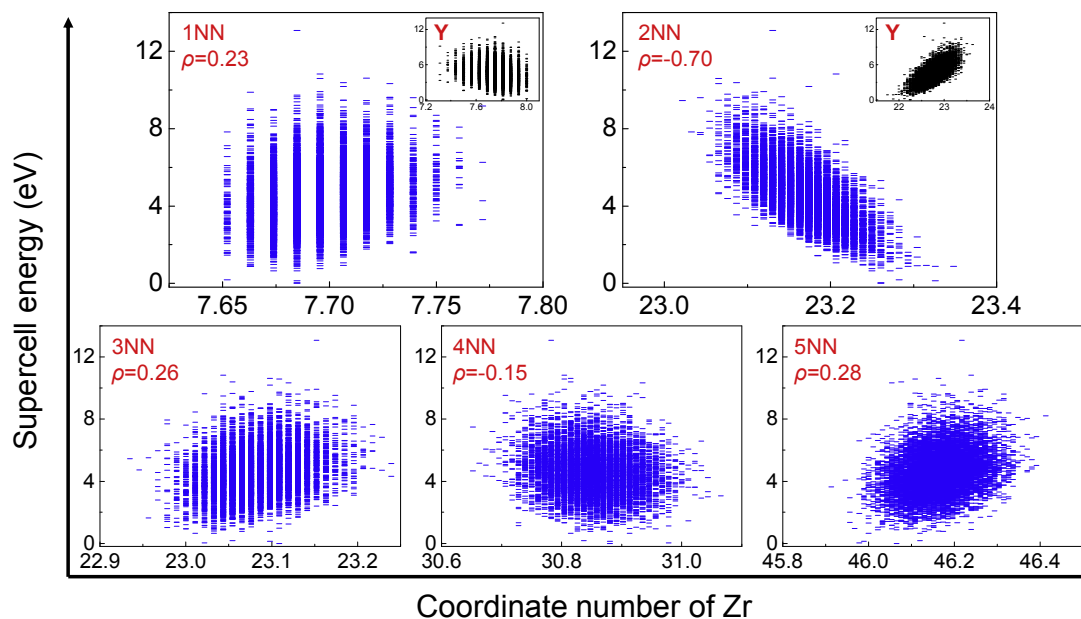 Supercell energy (eV)
1NN
ρ=0.23
12
8
4
0
7.65 7.70 7.75 7.80
Y
12
6
0
7.2 7.6 8.0
2NN
ρ=-0.70
12
8
4
0
23.0 23.2 23.4
Y
12
6
0
22 23 24
3NN
ρ=0.26
12
8
4
0
22.9 23.0 23.1 23.2
4NN
ρ=-0.15
12
8
4
0
30.6 30.8 31.0
5NN
ρ=0.28
12
8
4
0
45.8 46.0 46.2 46.4
Coordinate number of Zr